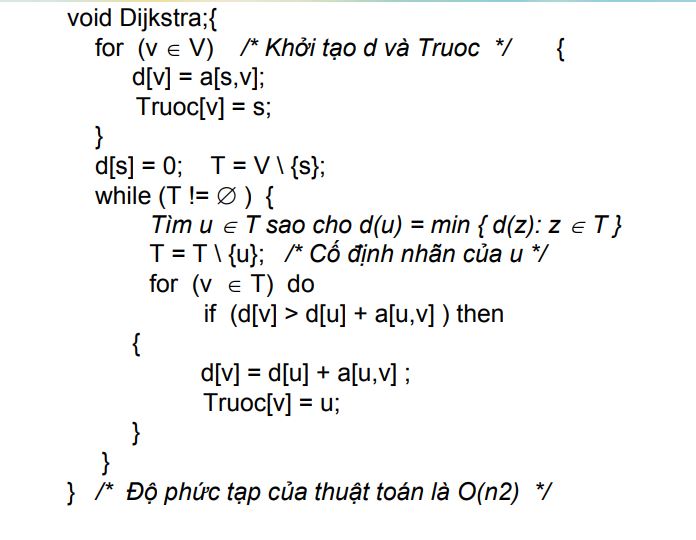 void Dijkstra;{
for (v ∈ V) /* Khởi tạo d và Truoc */ {
d[v] = a[s,v];
Truoc[v] = s;
}
d[s] = 0; T = V \ {s};
while (T != ∅ ) {
Tìm u ∈ T sao cho d(u) = min { d(z): z ∈ T }
T = T \ {u}; /* Cố định nhãn của u */
for (v ∈ T) do
if (d[v] > d[u] + a[u,v] ) then
{
d[v] = d[u] + a[u,v] ;
Truoc[v] = u;
}
}
} /* Độ phức tạp của thuật toán là O(n2) */